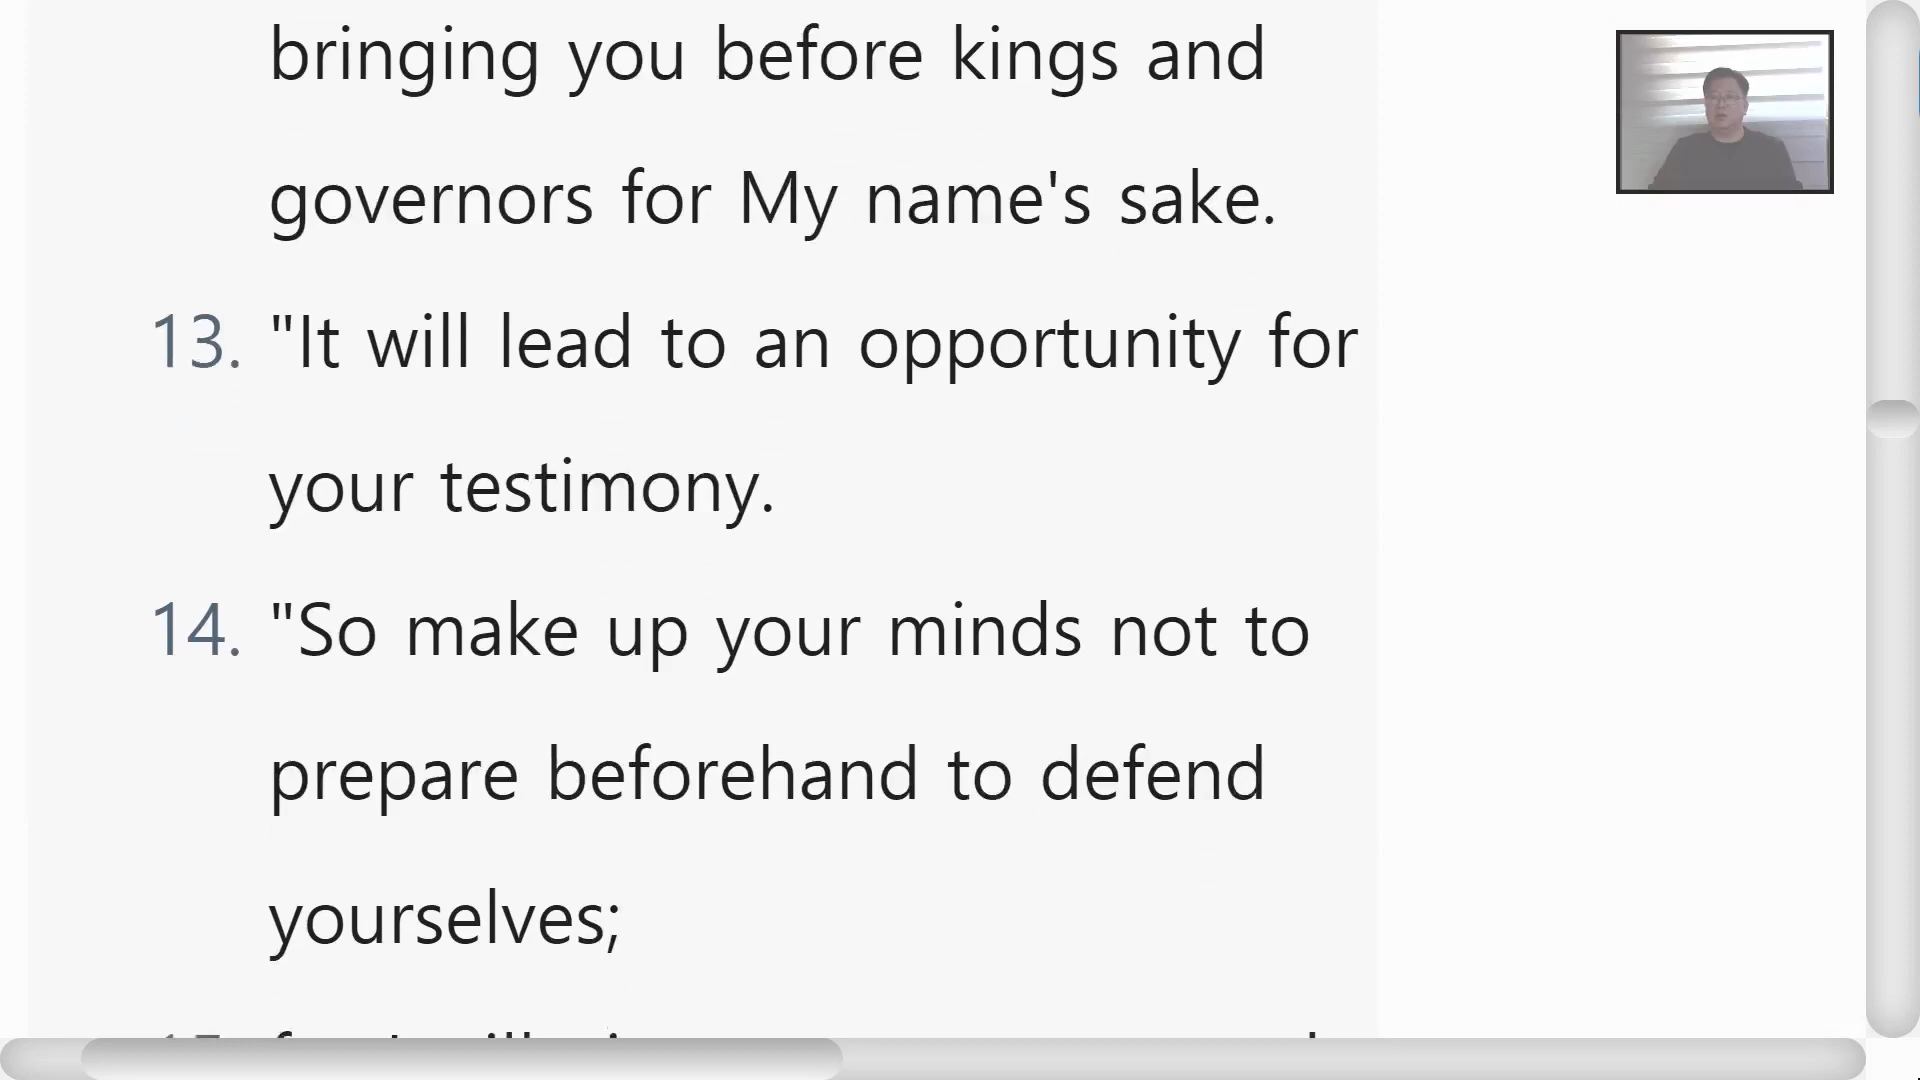 bringing you before kings and
governors for My name's sake.
13. "It will lead to an opportunity for
your testimony.
14. "So make up your minds not to
prepare beforehand to defend
yourselves;